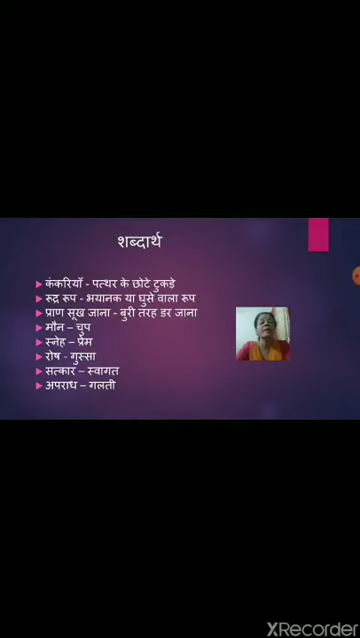 शब्दार्थ
कंकरियाँ - पत्थर के छोटे टुकड़े
रुद्र रूप - भयानक या घुसे वाला रूप
प्राण सूख जाना - बुरी तरह डर जाना
मौन – चुप
स्नेह – प्रेम
रोष - गुस्सा
सत्कार – स्वागत
अपराध – गलती
XRecorder